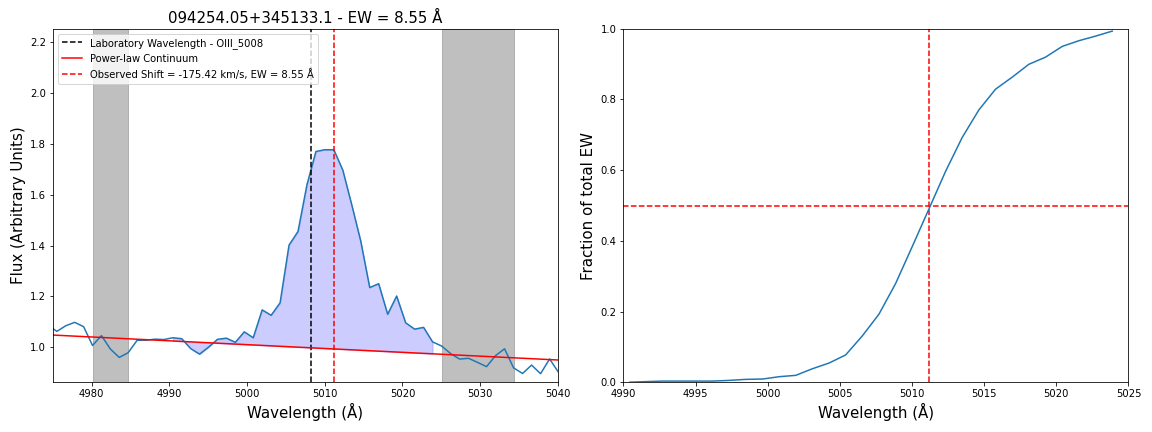 094254.05+345133.1 - EW = 8.55 Å
Laboratory Wavelength - OIII_5008
Power-law Continuum
Observed Shift = -175.42 km/s, EW = 8.55 Å
Flux (Arbitrary Units)
2.2
2.0
1.8
1.6
1.4
1.2
1.0
4980 4990 5000 5010 5020 5030 5040
Wavelength (Å)
Fraction of total EW
1.0
0.8
0.6
0.4
0.2
0.0
4990 4995 5000 5005 5010 5015 5020 5025
Wavelength (Å)